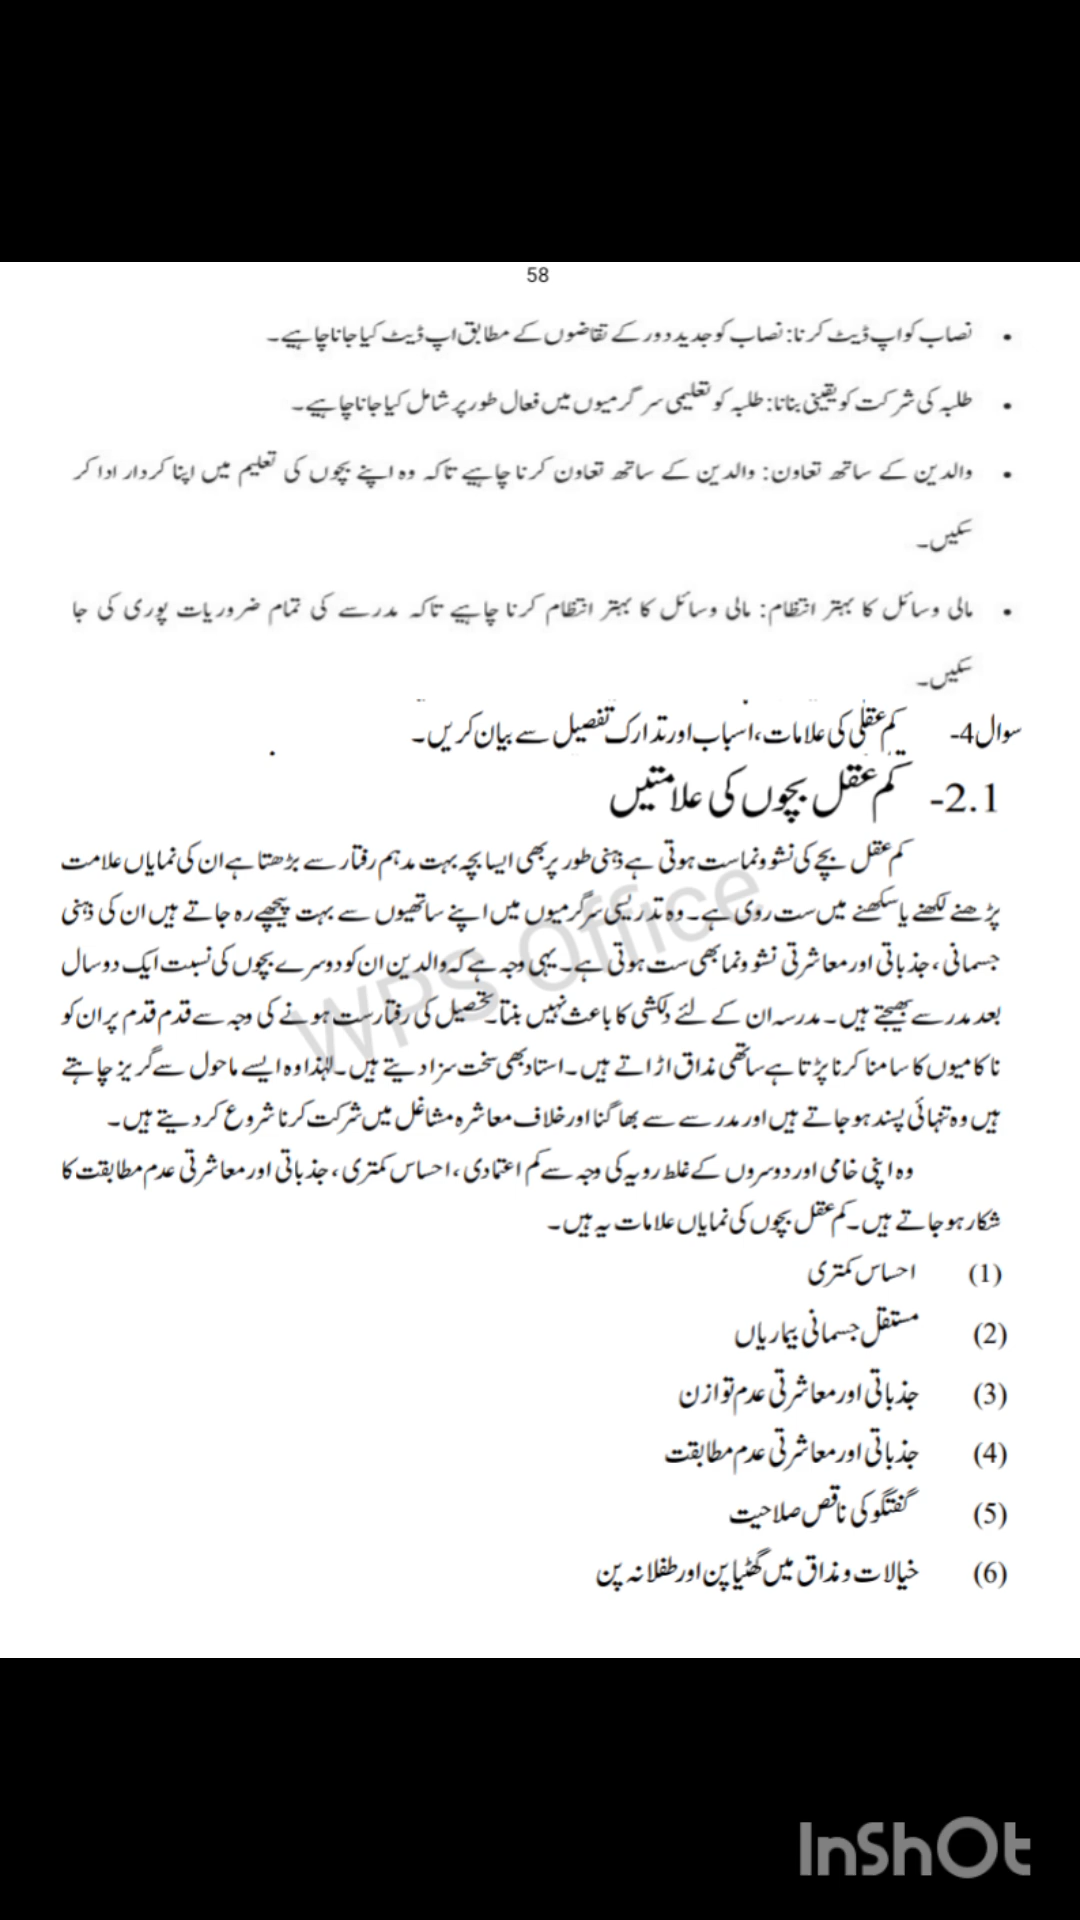 58
• نصاب کو اپ ڈیٹ کرنا: نصاب کو جدید دور کے تقاضوں کے مطابق اپ ڈیٹ کیا جانا چاہیے۔
• طلبہ کی شرکت کو یقینی بنانا: طلبہ کو تعلیمی سرگرمیوں میں فعال طور پر شامل کیا جانا چاہیے۔
• والدین کے ساتھ تعاون: والدین کے ساتھ تعاون کرنا چاہیے تاکہ وہ اپنے بچوں کی تعلیم میں اپنا کردار ادا کر
سکیں۔
• مالی وسائل کا بہتر انتظام: مالی وسائل کا بہتر انتظام کرنا چاہیے تاکہ مدرسے کی تمام ضروریات پوری کی جا
سکیں۔
سوال 4- کم عقلی کی علامات، اسباب اور تدارک تفصیل سے بیان کریں۔
2.1- کم عقل بچوں کی علامتیں
کم عقل بچے کی نشوونما ست ہوتی ہے ذہنی طور پر بھی ایسا بچہ بہت مدہم رفتار سے بڑھتا ہے ان کی نمایاں علامت
پڑھنے لکھنے یا سکھنے میں ست روی ہے۔ وہ تدریسی سرگرمیوں میں اپنے ساتھیوں سے بہت پیچھے رہ جاتے ہیں ان کی ذہنی
جسمانی، جذباتی اور معاشرتی نشوونما بھی ست ہوتی ہے۔ یہی وجہ ہے کہ والدین ان کو دوسرے بچوں کی نسبت ایک دو سال
بعد مدرسے بھیجتے ہیں۔ مدرسہ ان کے لئے دلکشی کا باعث نہیں بنتا۔ تحصیل کی رفتار ست ہونے کی وجہ سے قدم قدم پر ان کو
ناکامیوں کا سامنا کرنا پڑتا ہے ساتھی مذاق اڑاتے ہیں۔ استاد بھی سخت سزا دیتے ہیں۔ لہٰذا وہ ایسے ماحول سے گریز چاہتے
ہیں وہ تنہائی پسند ہو جاتے ہیں اور مدرسے سے بھاگنا اور خلاف معاشرہ مشاغل میں شرکت کرنا شروع کر دیتے ہیں۔
وہ اپنی خامی اور دوسروں کے غلط رویہ کی وجہ سے کم اعتمادی، احساس کمتری، جذباتی اور معاشرتی عدم مطابقت کا
شکار ہو جاتے ہیں۔ کم عقل بچوں کی نمایاں علامات یہ ہیں۔
(1) احساس کمتری
(2) مستقل جسمانی بیماریاں
(3) جذباتی اور معاشرتی عدم توازن
(4) جذباتی اور معاشرتی عدم مطابقت
(5) گفتگو کی ناقص صلاحیت
(6) خیالات و مذاق میں گھٹیا پن اور طفلانہ پن
WPS Office
InShOt